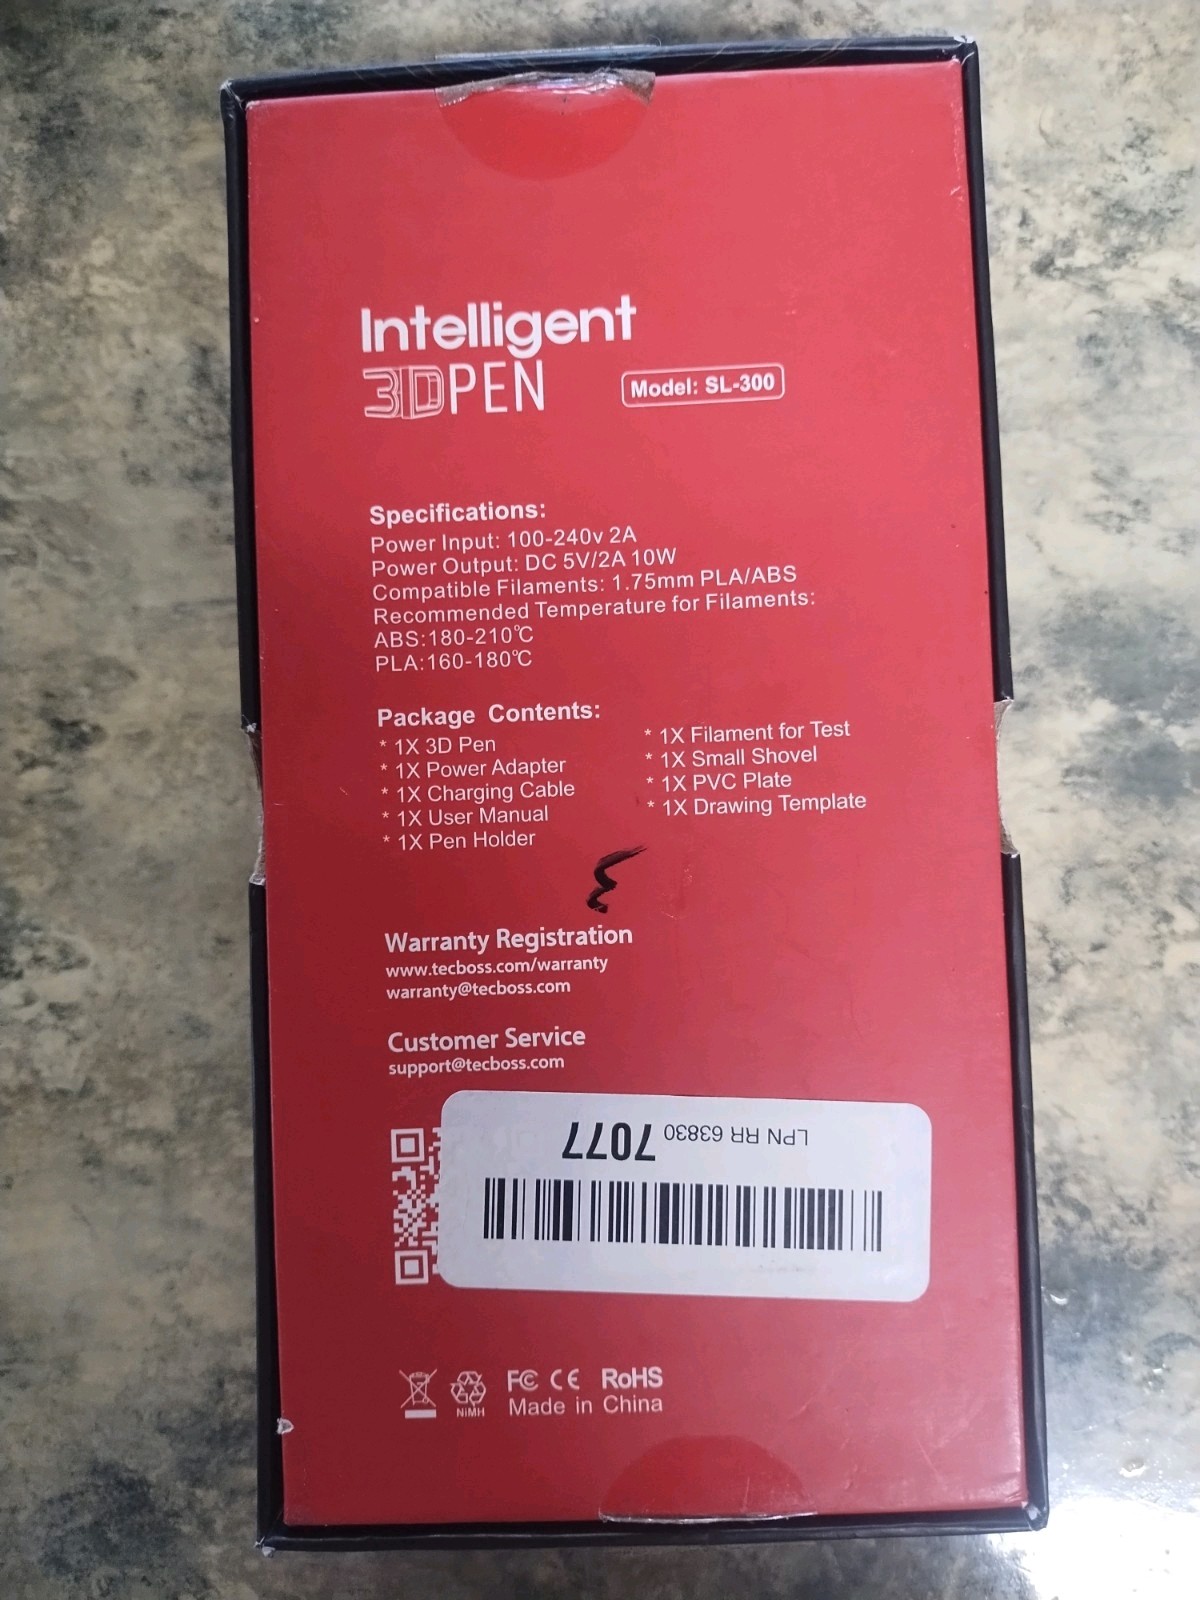 Intelligent
3D PEN
Model: SL-300
Specifications:
Power Input: 100-240v 2A
Power Output: DC 5V/2A 10W
Compatible Filaments: 1.75mm PLA/ABS
Recommended Temperature for Filaments:
ABS:180-210℃
PLA:160-180℃
Package Contents:
* 1X 3D Pen
* 1X Power Adapter
* 1X Charging Cable
* 1X User Manual
* 1X Pen Holder
* 1X Filament for Test
* 1X Small Shovel
* 1X PVC Plate
* 1X Drawing Template
Warranty Registration
www.tecboss.com/warranty
warranty@tecboss.com
Customer Service
support@tecboss.com
LPN RR 63830 7077
NiMH
FC CE RoHS
Made in China